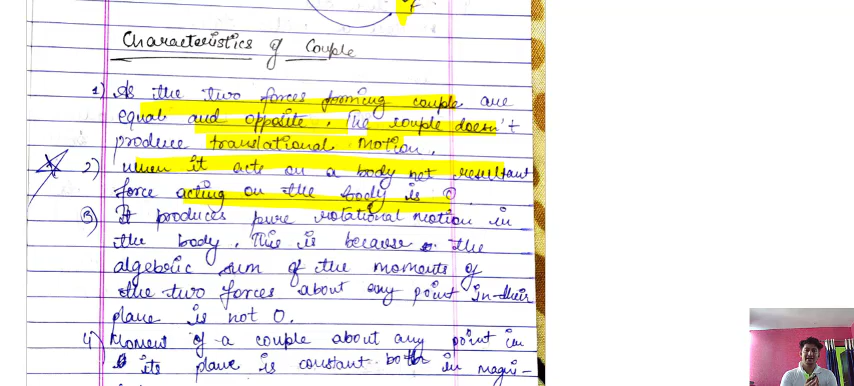 Characteristics of Couple
1) As the two forces forming couple are
equal and opposite. The couple doesn't
produce translational motion.
2) when it acts on a body net resultant
force acting on the body is 0.
3) It produces pure rotational motion in
the body. This is because the
algebolic sum of the moments of
the two forces about any point in their
plane is not 0.
4) Moment of a couple about any point in
its plane is constant both in magni-